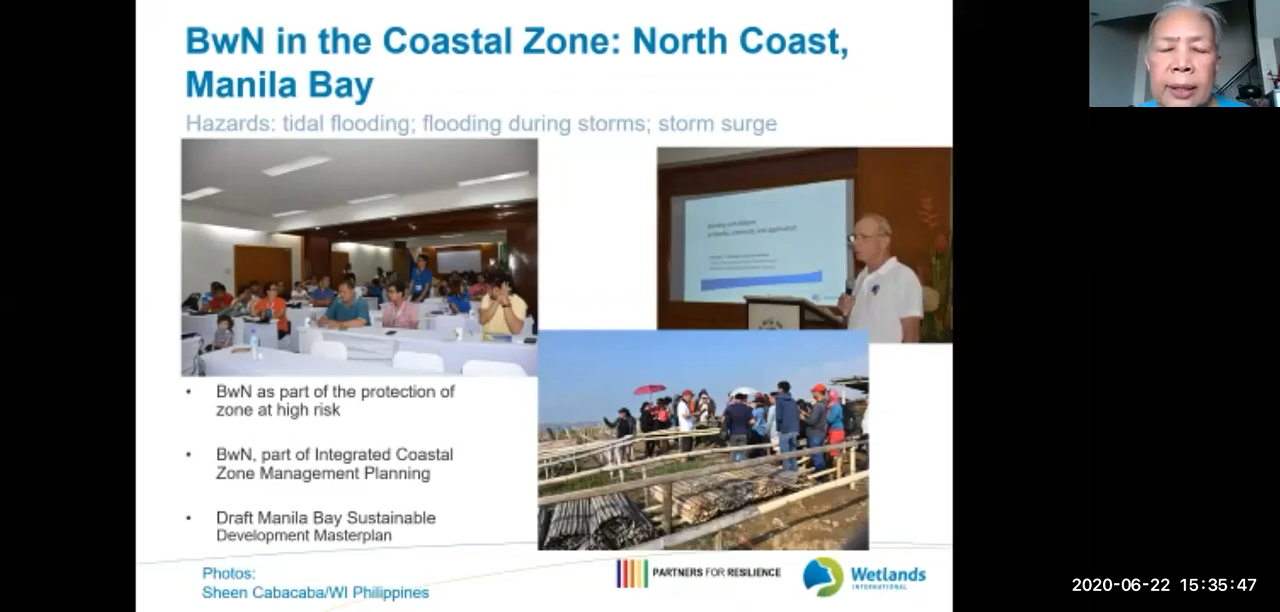 BwN in the Coastal Zone: North Coast,
Manila Bay
Hazards: tidal flooding; flooding during storms; storm surge
• BwN as part of the protection of
zone at high risk
• BwN, part of Integrated Coastal
Zone Management Planning
• Draft Manila Bay Sustainable
Development Masterplan
Photos:
Sheen Cabacaba/WI Philippines
PARTNERS FOR RESILIENCE
Wetlands
INTERNATIONAL
2020-06-22 15:35:47